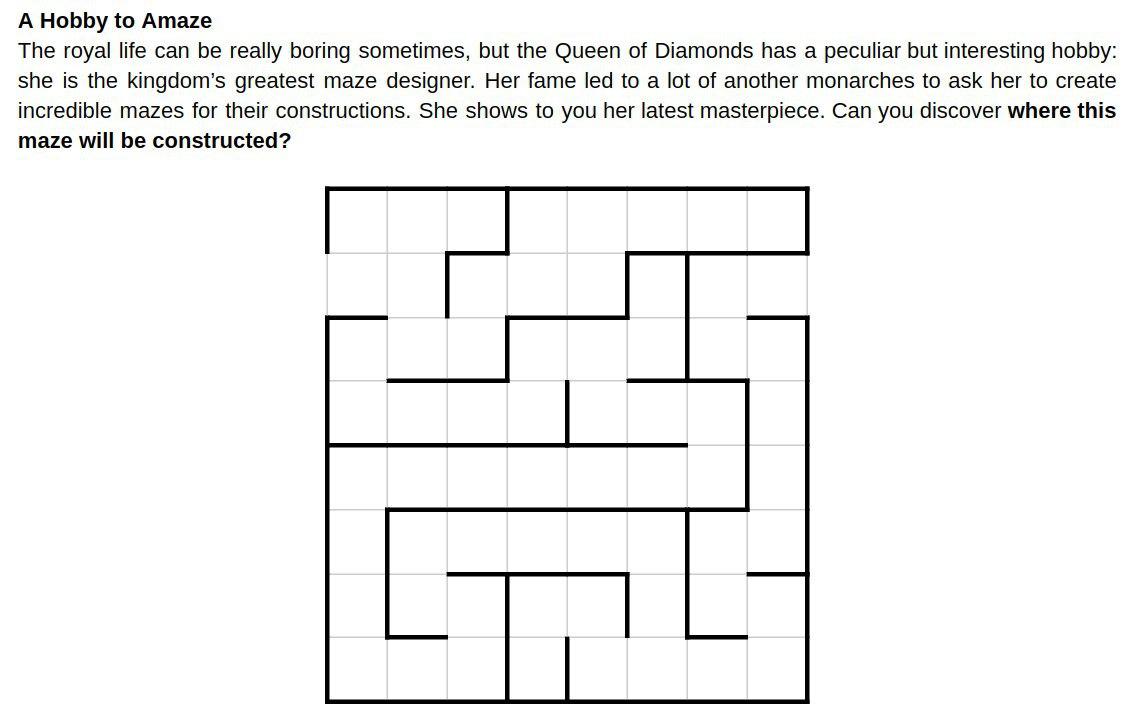 A Hobby to Amaze
The royal life can be really boring sometimes, but the Queen of Diamonds has a peculiar but interesting hobby:
she is the kingdom’s greatest maze designer. Her fame led to a lot of another monarches to ask her to create
incredible mazes for their constructions. She shows to you her latest masterpiece. Can you discover where this
maze will be constructed?